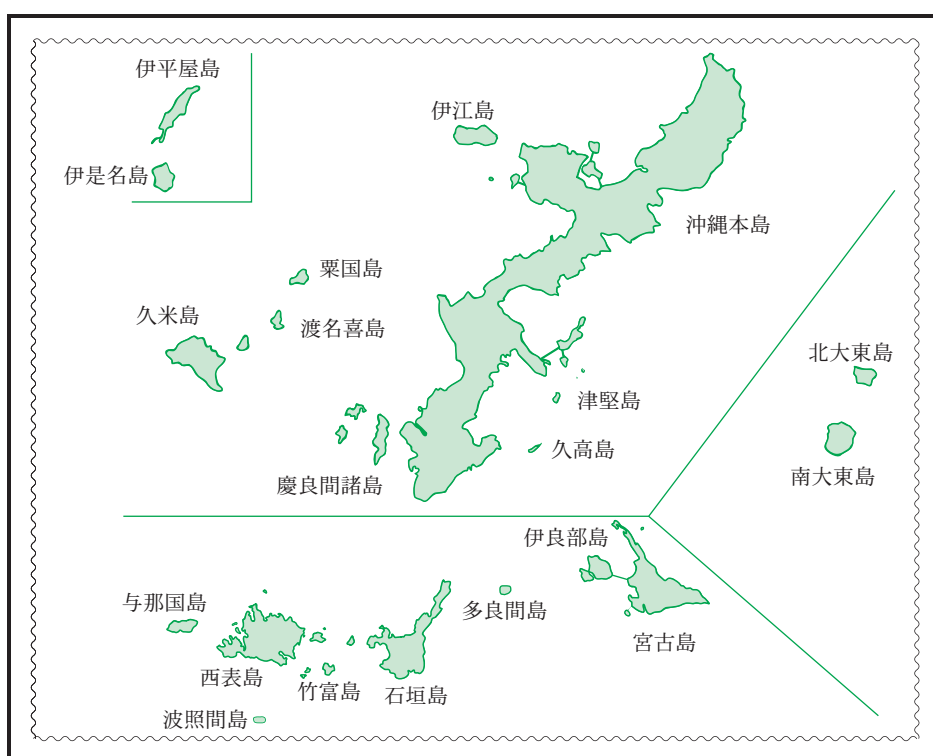 伊平屋島
伊江島
伊是名島
沖縄本島
粟国島
久米島
渡名喜島
北大東島
津堅島
久高島
南大東島
慶良間諸島
伊良部島
与那国島
多良間島
宮古島
西表島
竹富島
石垣島
波照間島